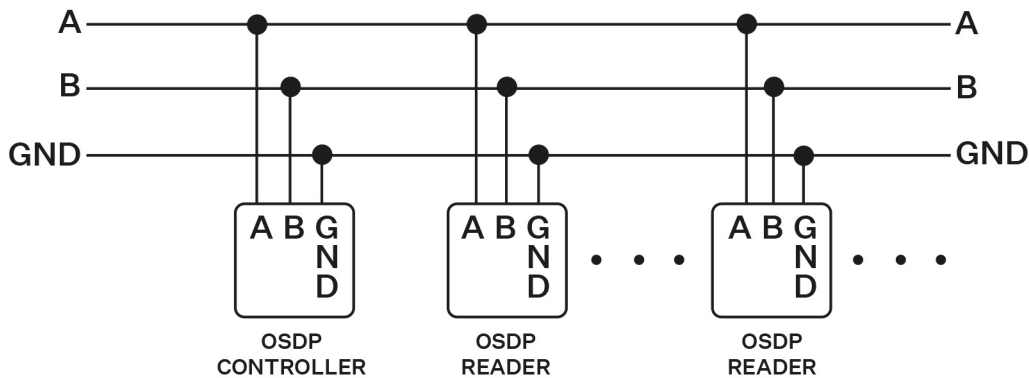 A A
B B
GND GND
A B G
N
D
A B G
N
D
A B G
N
D
OSDP
CONTROLLER
OSDP
READER
OSDP
READER